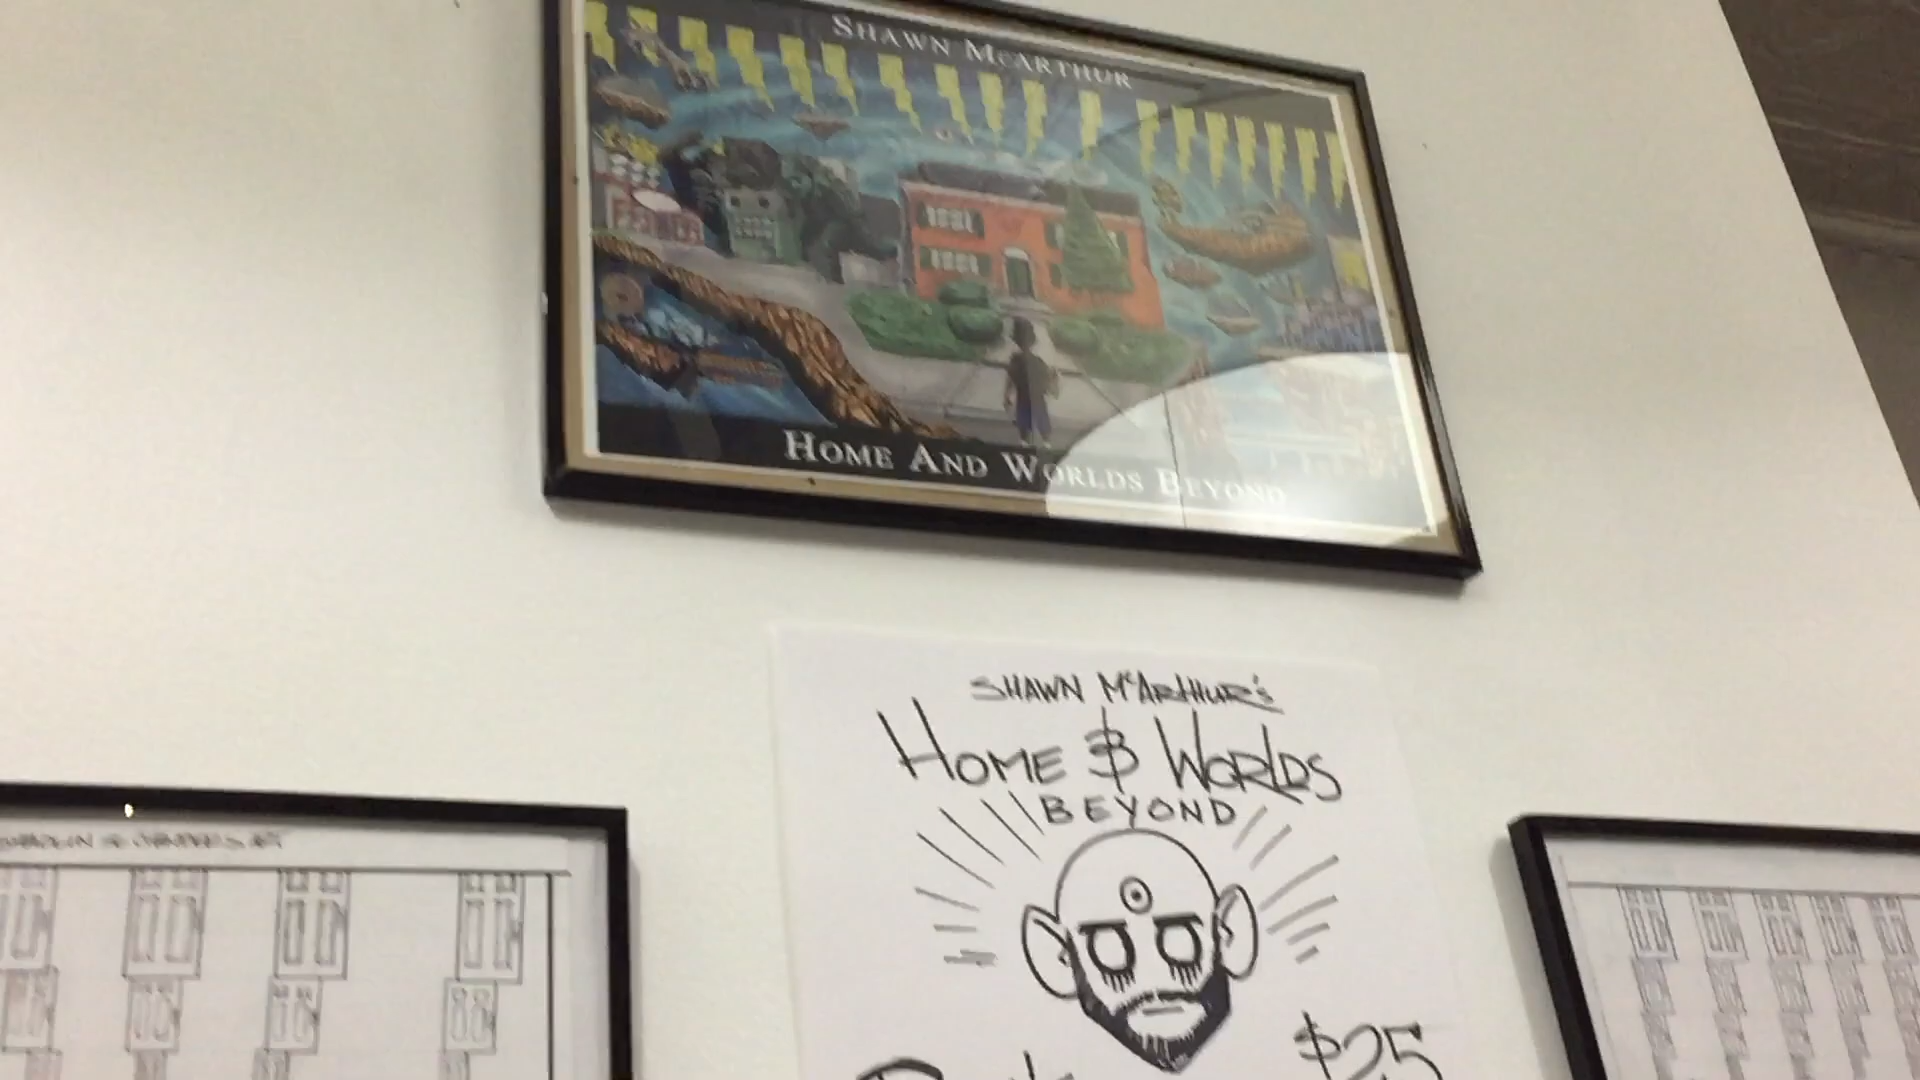 SHAWN McARTHUR
HOME AND WORLDS BEYOND
SHAWN McARTHUR'S
HOME & WORLDS
BEYOND
$25